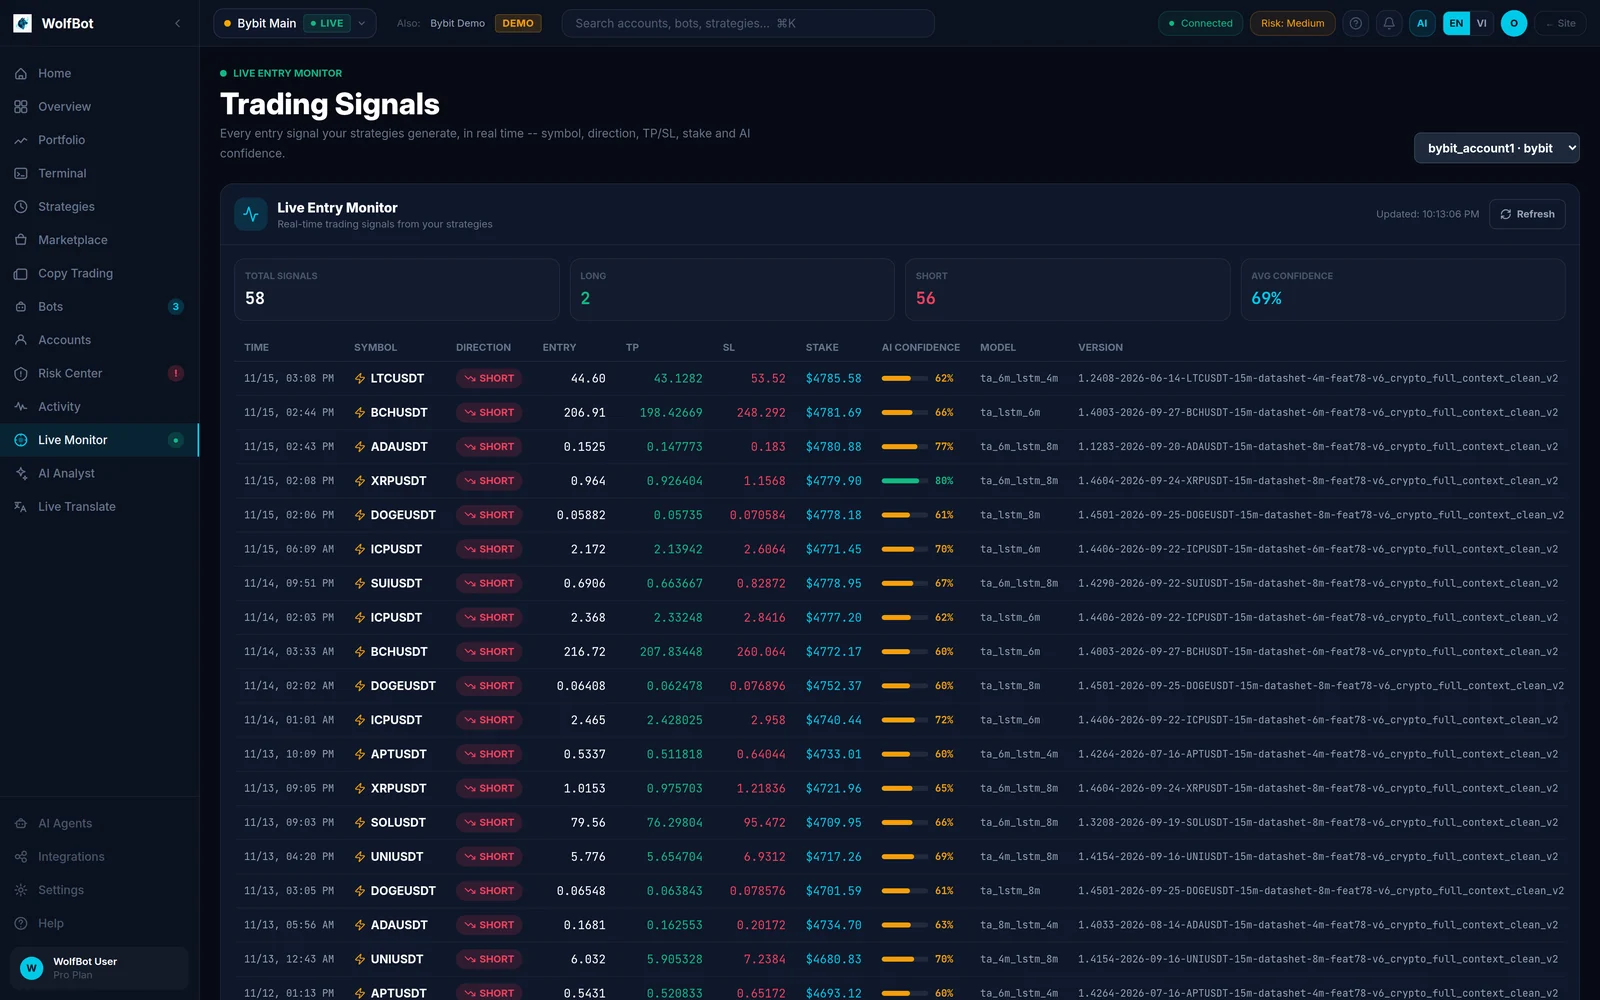 WolfBot
Bybit Main
LIVE
Also:
Bybit Demo
DEMO
Search accounts, bots, strategies... ⌘K
Connected
Risk: Medium
AI
EN
VI
O
← Site
Home
Overview
Portfolio
Terminal
Strategies
Marketplace
Copy Trading
Bots 3
Accounts
Risk Center !
Activity
Live Monitor
AI Analyst
Live Translate
AI Agents
Integrations
Settings
Help
W
WolfBot User
Pro Plan
LIVE ENTRY MONITOR
Trading Signals
Every entry signal your strategies generate, in real time -- symbol, direction, TP/SL, stake and AI
confidence.
bybit_account1 · bybit
Live Entry Monitor
Real-time trading signals from your strategies
Updated: 10:13:06 PM
Refresh
TOTAL SIGNALS
58
LONG
2
SHORT
56
AVG CONFIDENCE
69%
TIME SYMBOL DIRECTION ENTRY TP SL STAKE AI CONFIDENCE MODEL VERSION
11/15, 03:08 PM LTCUSDT SHORT 44.60 43.1282 53.52 $4785.58 62% ta_6m_lstm_4m 1.2408-2026-06-14-LTCUSDT-15m-datashet-4m-feat78-v6_crypto_full_context_clean_v2
11/15, 02:44 PM BCHUSDT SHORT 206.91 198.42669 248.292 $4781.69 66% ta_lstm_6m 1.4003-2026-09-27-BCHUSDT-15m-datashet-6m-feat78-v6_crypto_full_context_clean_v2
11/15, 02:43 PM ADAUSDT SHORT 0.1525 0.147773 0.183 $4780.88 77% ta_6m_lstm_8m 1.1283-2026-09-20-ADAUSDT-15m-datashet-8m-feat78-v6_crypto_full_context_clean_v2
11/15, 02:08 PM XRPUSDT SHORT 0.964 0.926404 1.1568 $4779.90 80% ta_6m_lstm_8m 1.4604-2026-09-24-XRPUSDT-15m-datashet-8m-feat78-v6_crypto_full_context_clean_v2
11/15, 02:06 PM DOGEUSDT SHORT 0.05882 0.05735 0.070584 $4778.18 61% ta_lstm_8m 1.4501-2026-09-25-DOGEUSDT-15m-datashet-8m-feat78-v6_crypto_full_context_clean_v2
11/15, 06:09 AM ICPUSDT SHORT 2.172 2.13942 2.6064 $4771.45 70% ta_lstm_6m 1.4406-2026-09-22-ICPUSDT-15m-datashet-6m-feat78-v6_crypto_full_context_clean_v2
11/14, 09:51 PM SUIUSDT SHORT 0.6906 0.663667 0.82872 $4778.95 67% ta_6m_lstm_8m 1.4290-2026-09-22-SUIUSDT-15m-datashet-8m-feat78-v6_crypto_full_context_clean_v2
11/14, 02:03 PM ICPUSDT SHORT 2.368 2.33248 2.8416 $4777.20 62% ta_lstm_6m 1.4406-2026-09-22-ICPUSDT-15m-datashet-6m-feat78-v6_crypto_full_context_clean_v2
11/14, 03:33 AM BCHUSDT SHORT 216.72 207.83448 260.064 $4772.17 60% ta_lstm_6m 1.4003-2026-09-27-BCHUSDT-15m-datashet-6m-feat78-v6_crypto_full_context_clean_v2
11/14, 02:02 AM DOGEUSDT SHORT 0.06408 0.062478 0.076896 $4752.37 60% ta_lstm_8m 1.4501-2026-09-25-DOGEUSDT-15m-datashet-8m-feat78-v6_crypto_full_context_clean_v2
11/14, 01:01 AM ICPUSDT SHORT 2.465 2.428025 2.958 $4740.44 72% ta_lstm_6m 1.4406-2026-09-22-ICPUSDT-15m-datashet-6m-feat78-v6_crypto_full_context_clean_v2
11/13, 10:09 PM APTUSDT SHORT 0.5337 0.511818 0.64044 $4733.01 60% ta_6m_lstm_4m 1.4264-2026-07-16-APTUSDT-15m-datashet-4m-feat78-v6_crypto_full_context_clean_v2
11/13, 09:05 PM XRPUSDT SHORT 1.0153 0.975703 1.21836 $4721.96 65% ta_6m_lstm_8m 1.4604-2026-09-24-XRPUSDT-15m-datashet-8m-feat78-v6_crypto_full_context_clean_v2
11/13, 09:03 PM SOLUSDT SHORT 79.56 76.29804 95.472 $4709.95 66% ta_6m_lstm_8m 1.3208-2026-09-19-SOLUSDT-15m-datashet-8m-feat78-v6_crypto_full_context_clean_v2
11/13, 04:20 PM UNIUSDT SHORT 5.776 5.654704 6.9312 $4717.26 69% ta_4m_lstm_8m 1.4154-2026-09-16-UNIUSDT-15m-datashet-8m-feat78-v6_crypto_full_context_clean_v2
11/13, 03:05 PM DOGEUSDT SHORT 0.06548 0.063843 0.078576 $4701.59 61% ta_lstm_8m 1.4501-2026-09-25-DOGEUSDT-15m-datashet-8m-feat78-v6_crypto_full_context_clean_v2
11/13, 05:56 AM ADAUSDT SHORT 0.1681 0.162553 0.20172 $4734.70 63% ta_8m_lstm_4m 1.4033-2026-08-14-ADAUSDT-15m-datashet-4m-feat78-v6_crypto_full_context_clean_v2
11/13, 12:43 AM UNIUSDT SHORT 6.032 5.905328 7.2384 $4680.83 70% ta_4m_lstm_8m 1.4154-2026-09-16-UNIUSDT-15m-datashet-8m-feat78-v6_crypto_full_context_clean_v2
11/12, 01:13 PM APTUSDT SHORT 0.5431 0.520833 0.65172 $4693.12 60% ta_6m_lstm_4m 1.4264-2026-07-16-APTUSDT-15m-datashet-4m-feat78-v6_crypto_full_context_clean_v2